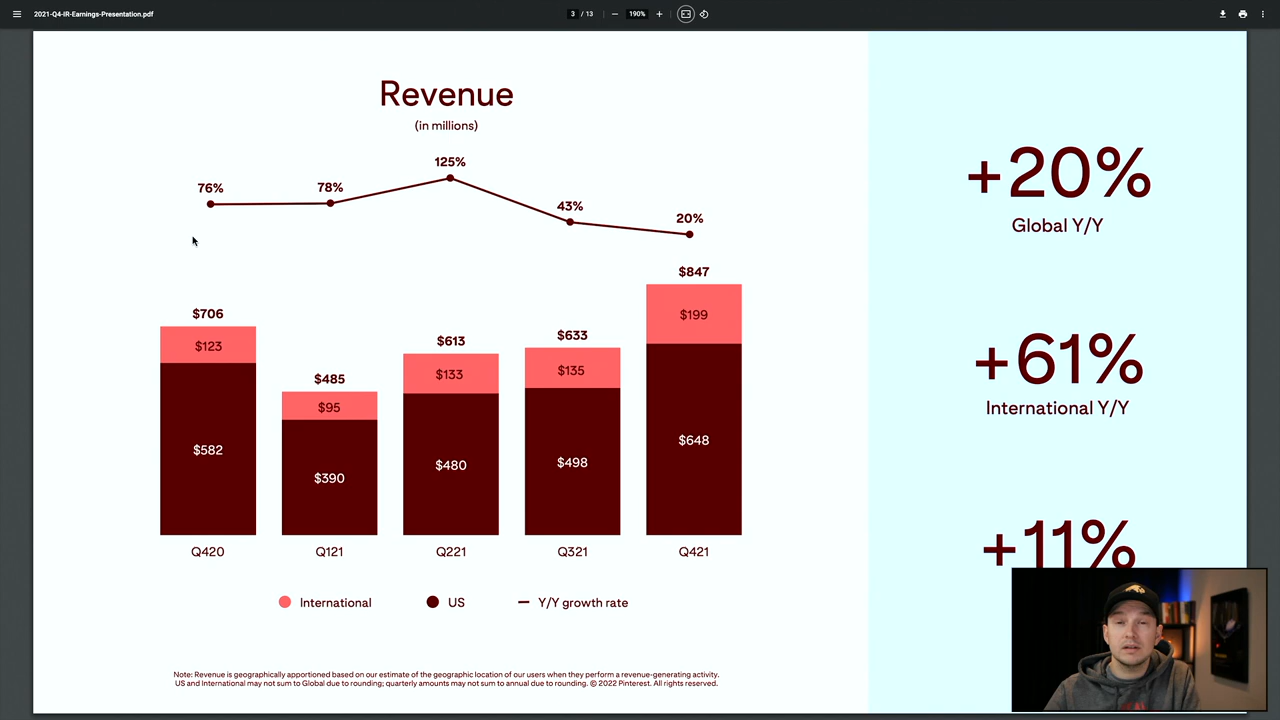 2021-Q4-IR-Earnings-Presentation.pdf
3 / 13
190%
Revenue
(in millions)
76%
78%
125%
43%
20%
$706
$123
$582
$485
$95
$390
$613
$133
$480
$633
$135
$498
$847
$199
$648
Q420
Q121
Q221
Q321
Q421
International
US
Y/Y growth rate
Note: Revenue is geographically apportioned based on our estimate of the geographic location of our users when they perform a revenue-generating activity.
US and International may not sum to Global due to rounding; quarterly amounts may not sum to annual due to rounding. © 2022 Pinterest. All rights reserved.
+20%
Global Y/Y
+61%
International Y/Y
+11%